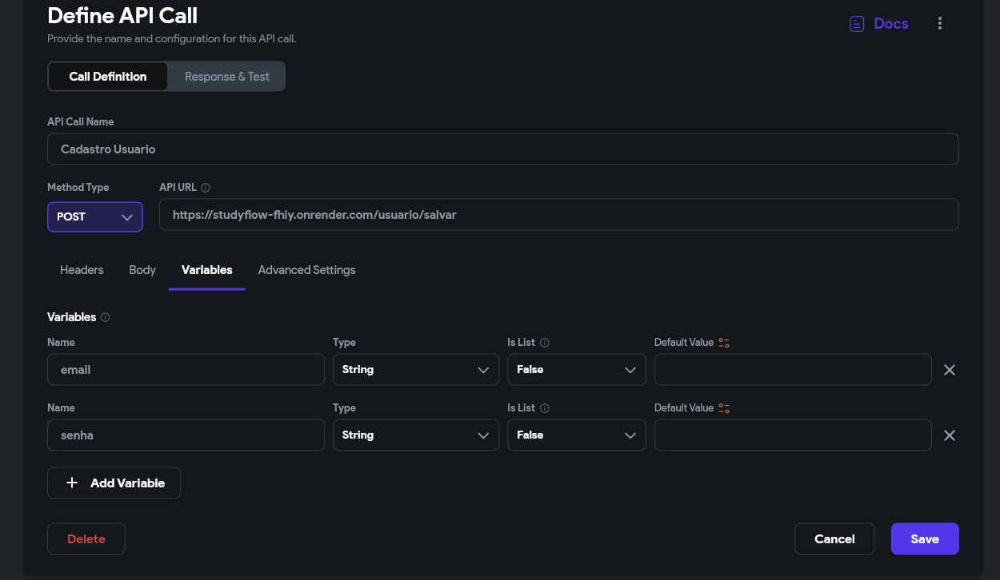 Define API Call
Docs
Provide the name and configuration for this API call.
Call Definition Response & Test
API Call Name
Cadastro Usuario
Method Type API URL
POST https://studyflow-fhiy.onrender.com/usuario/salvar
Headers Body Variables Advanced Settings
Variables
Name Type Is List Default Value
email String False
Name Type Is List Default Value
senha String False
+ Add Variable
Delete Cancel Save